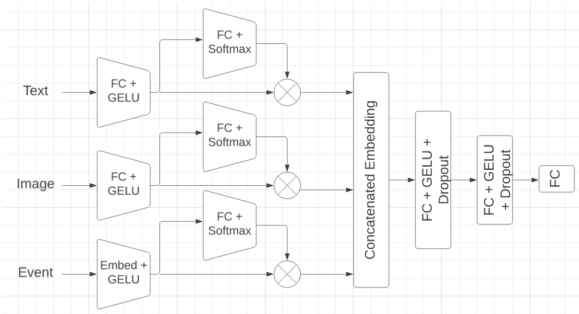 FC +
Softmax
Text
FC +
GELU
FC +
Softmax
Image
FC +
GELU
FC +
Softmax
Event
Embed +
GELU
Concatenated Embedding
FC + GELU +
Dropout
FC + GELU
+ Dropout
FC